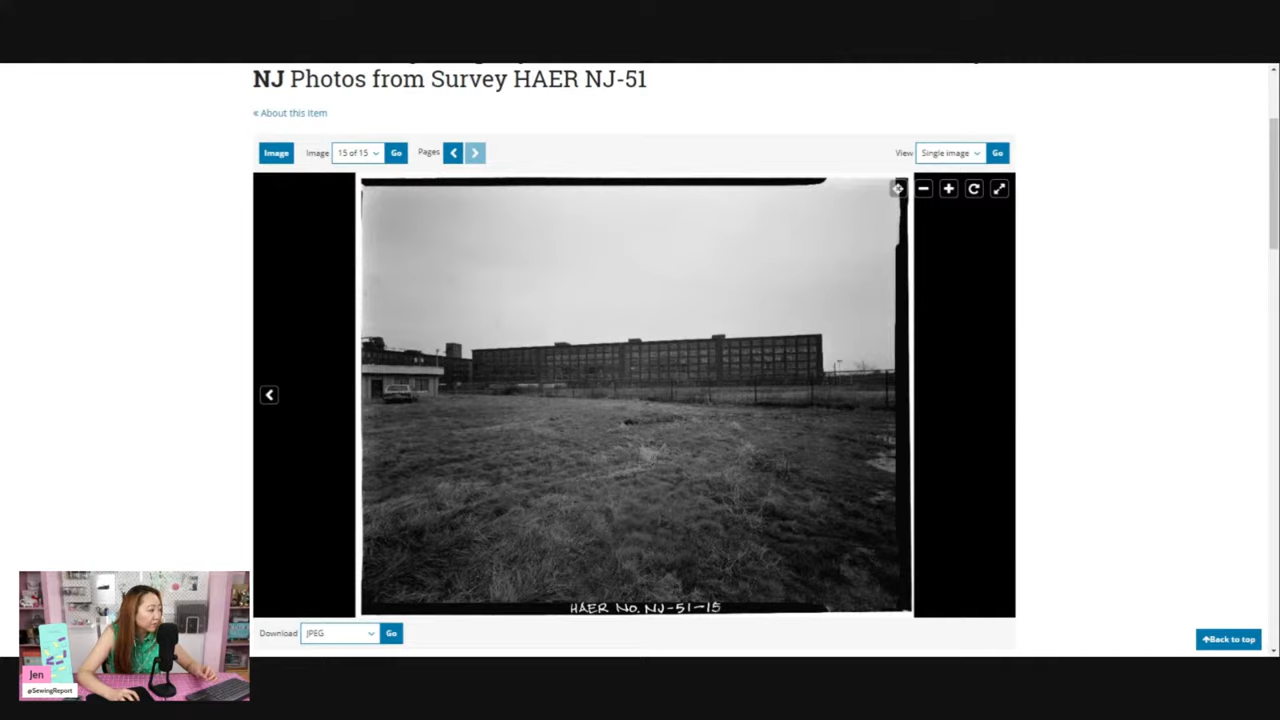 NJ Photos from Survey HAER NJ-51
« About this Item
Image Image 15 of 15 Go Pages View Single image Go
HAER NO. NJ-51-15
Download JPEG Go
Back to top
Jen
@SewingReport